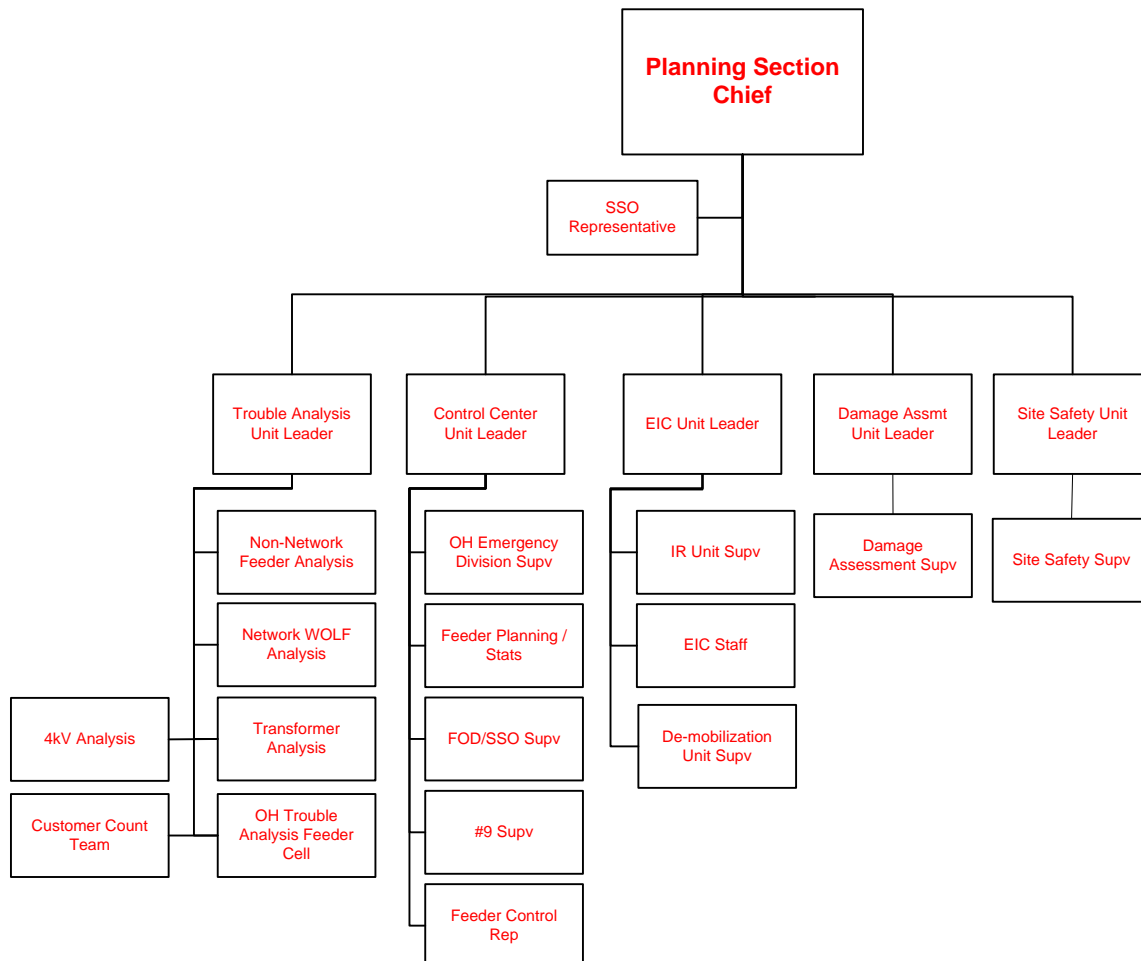 Planning Section
Chief
SSO
Representative
Trouble Analysis
Unit Leader
Control Center
Unit Leader
EIC Unit Leader
Damage Assmt
Unit Leader
Site Safety Unit
Leader
Non-Network
Feeder Analysis
OH Emergency
Division Supv
IR Unit Supv
Damage
Assessment Supv
Site Safety Supv
Network WOLF
Analysis
Feeder Planning /
Stats
EIC Staff
4kV Analysis
Transformer
Analysis
FOD/SSO Supv
De-mobilization
Unit Supv
Customer Count
Team
OH Trouble
Analysis Feeder
Cell
#9 Supv
Feeder Control
Rep